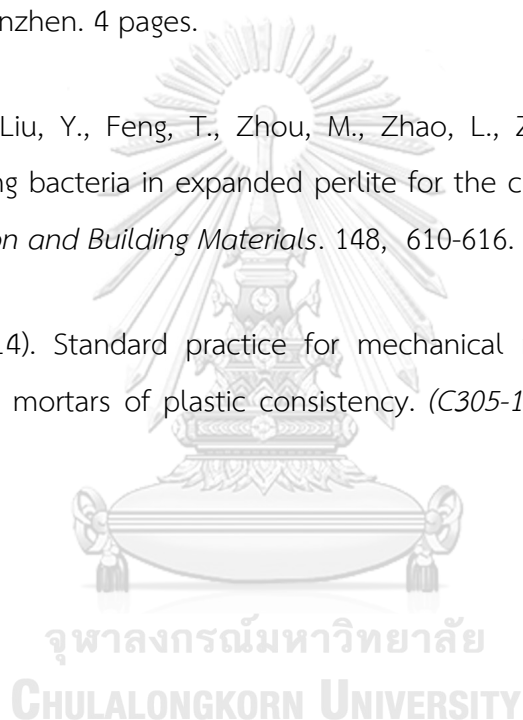 nzhen. 4 pages.
Liu, Y., Feng, T., Zhou, M., Zhao, L., Z
ng bacteria in expanded perlite for the c
on and Building Materials. 148, 610-616.
14). Standard practice for mechanical
mortars of plastic consistency. (C305-1
จุฬาลงกรณ์มหาวิทยาลัย
CHULALONGKORN UNIVERSITY